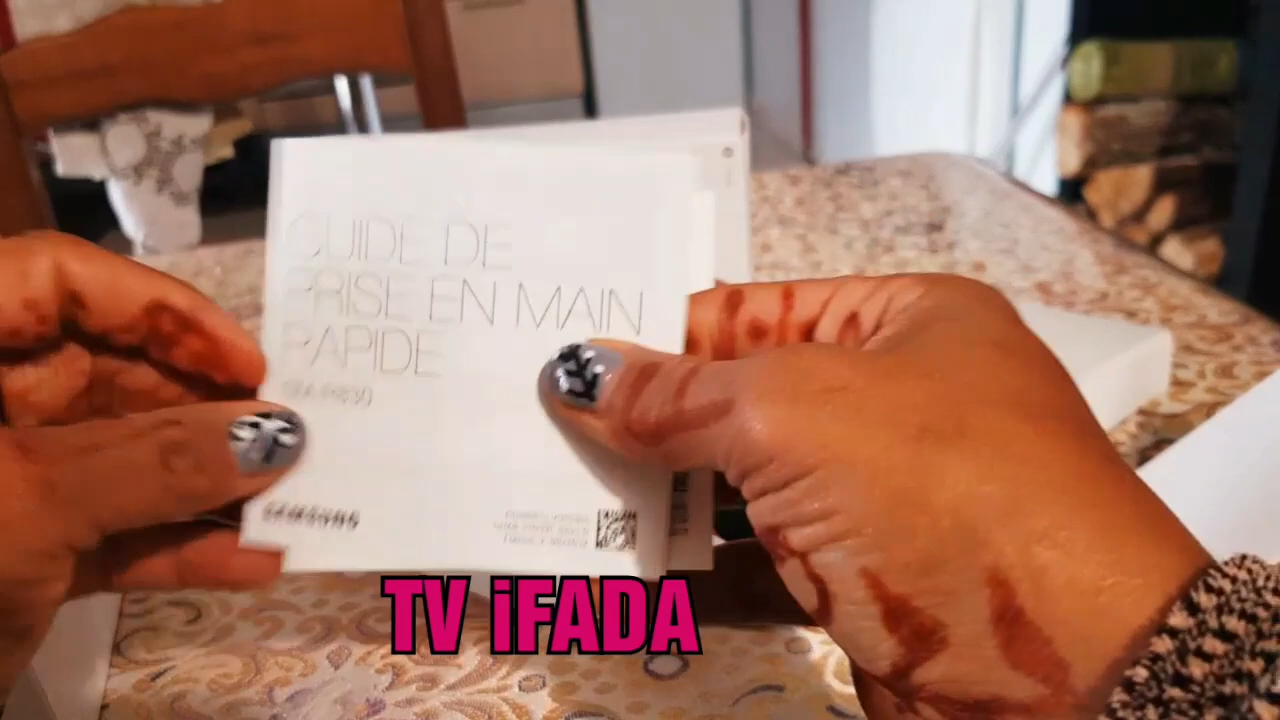 GUIDE DE
PRISE EN MAIN
RAPIDE
SAMSUNG
TV iFADA